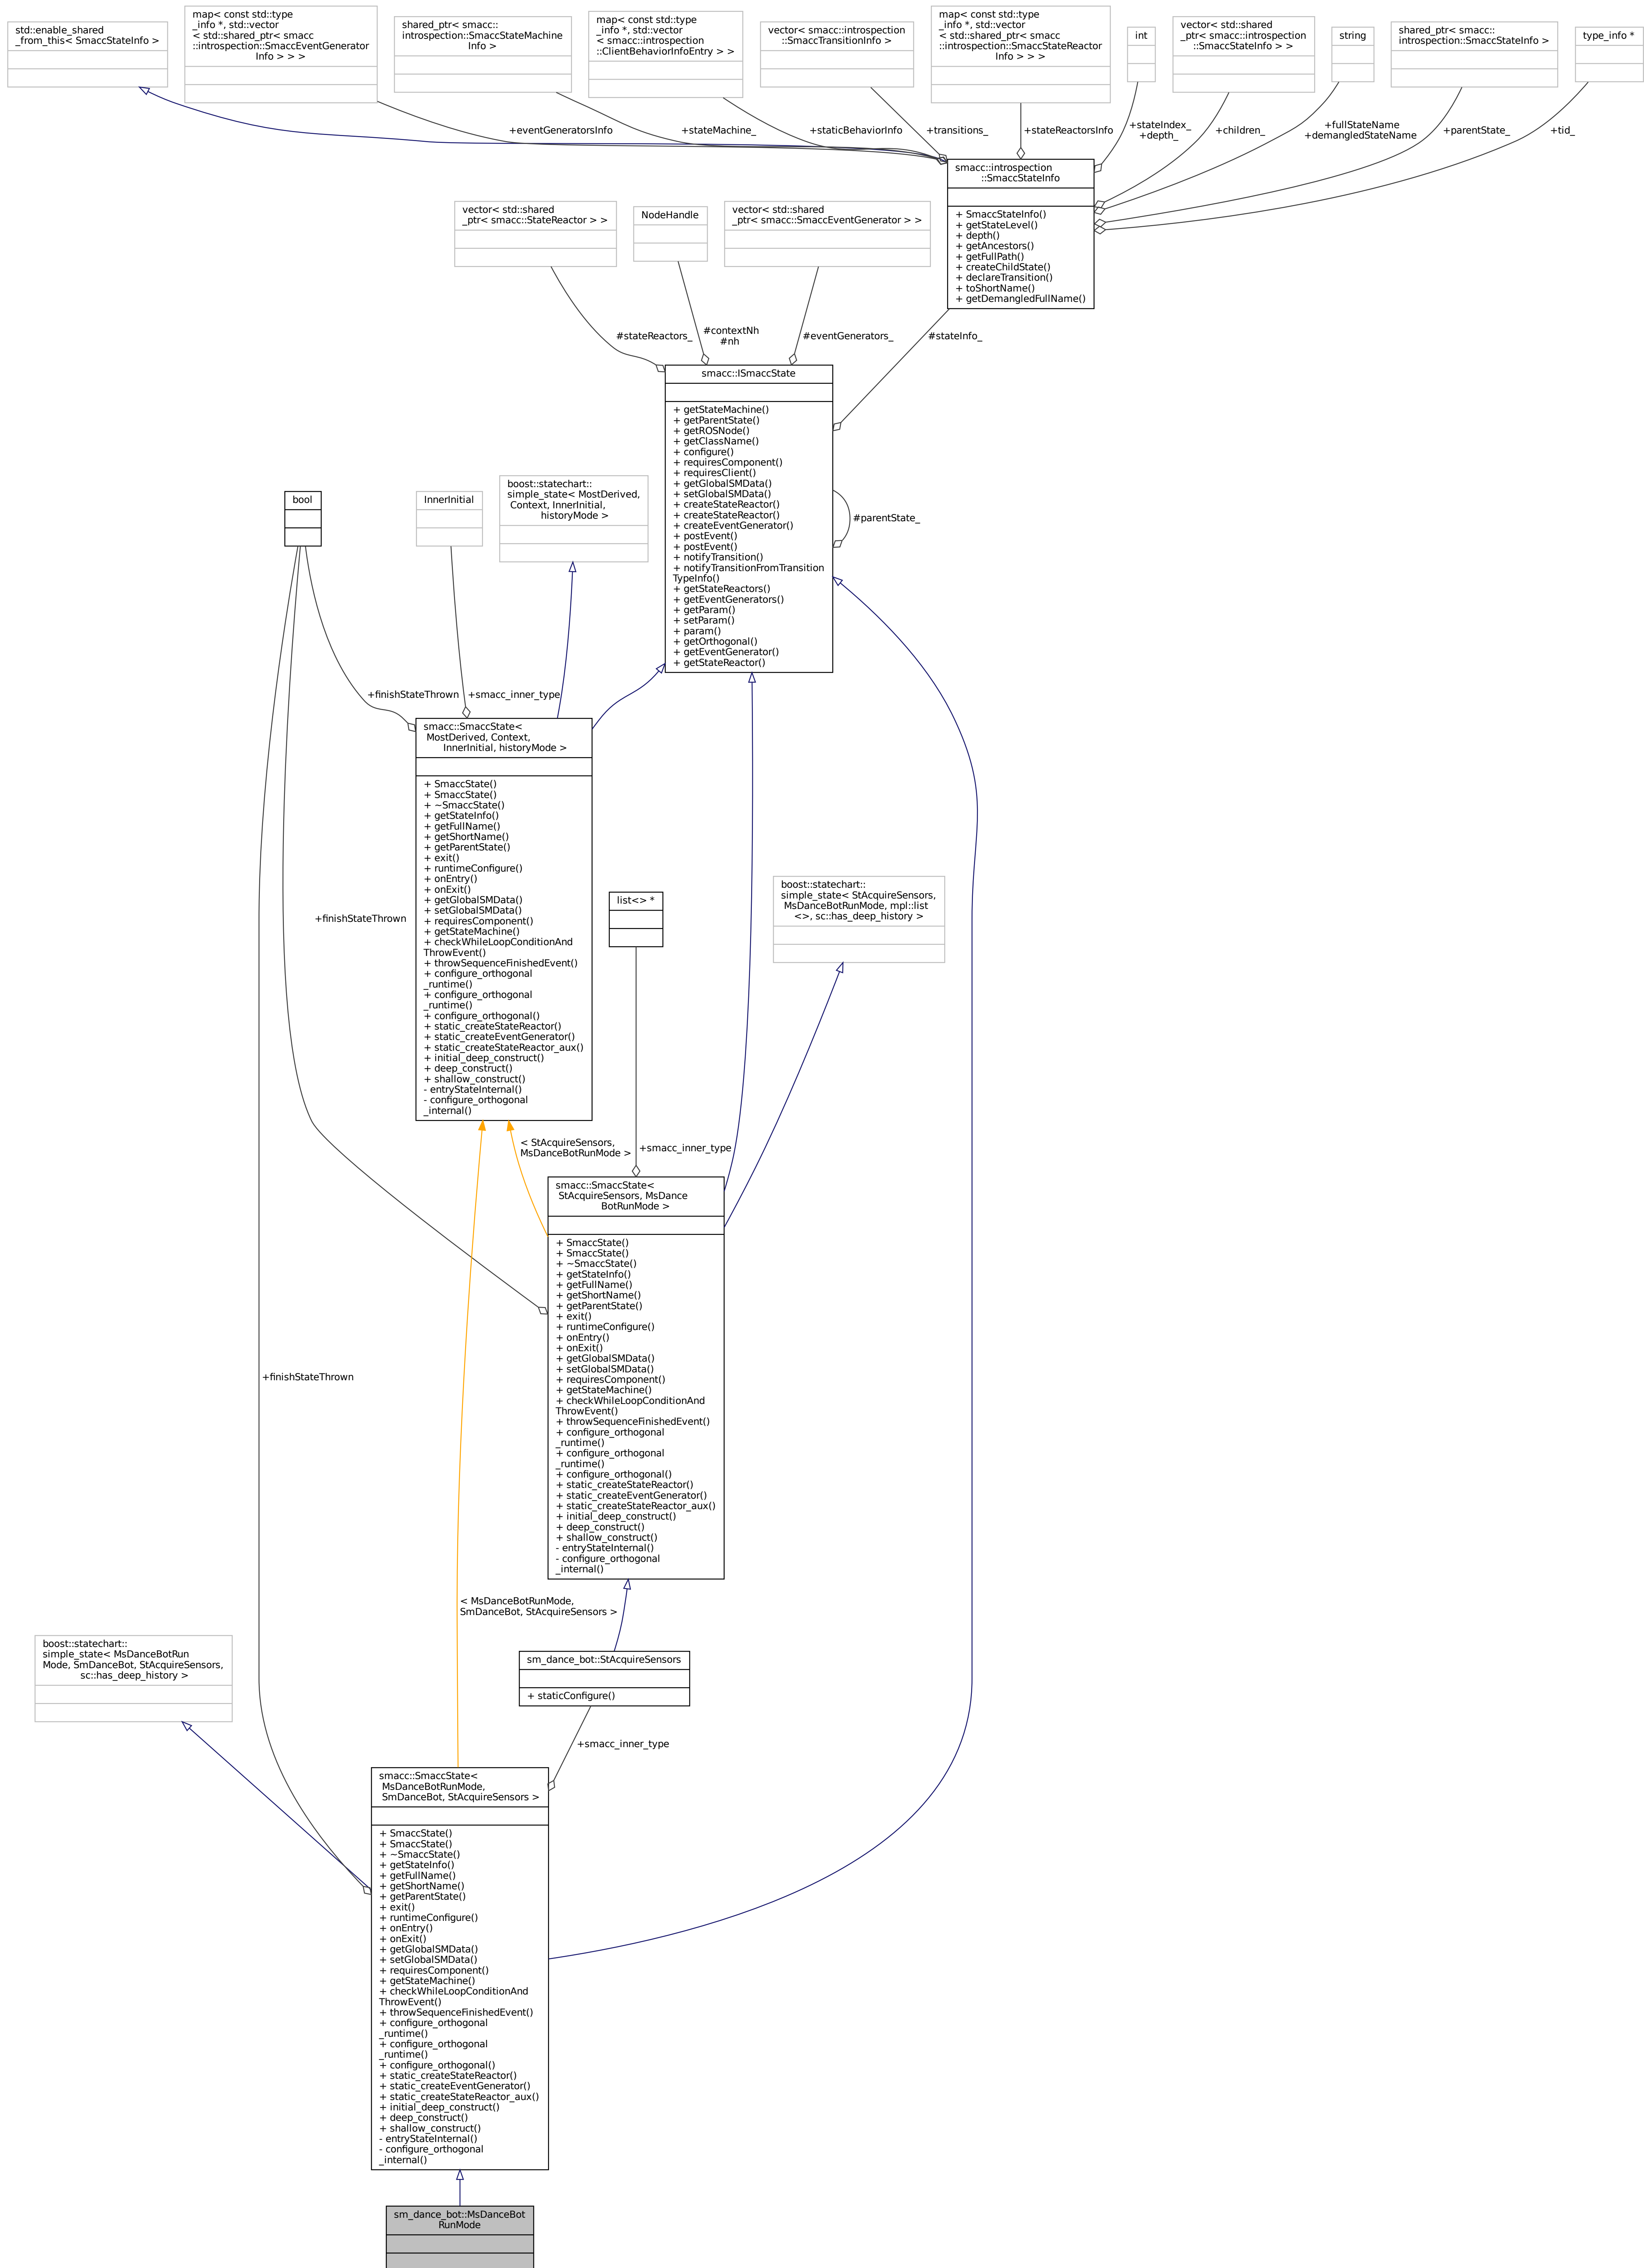 std::enable_shared
_from_this< SmaccStateInfo >
map< const std::type
_info *, std::vector
< std::shared_ptr< smacc
::introspection::SmaccEventGenerator
Info > > >
shared_ptr< smacc::
introspection::SmaccStateMachine
Info >
map< const std::type
_info *, std::vector
< smacc::introspection
::ClientBehaviorInfoEntry > >
vector< smacc::introspection
::SmaccTransitionInfo >
map< const std::type
_info *, std::vector
< std::shared_ptr< smacc
::introspection::SmaccStateReactor
Info > > >
int
vector< std::shared
_ptr< smacc::introspection
::SmaccStateInfo > >
string
shared_ptr< smacc::
introspection::SmaccStateInfo >
type_info *
+eventGeneratorsInfo
+stateMachine_
+staticBehaviorInfo
+transitions_
+stateReactorsInfo
+stateIndex_
+depth_
+children_
+fullStateName
+demangledStateName
+parentState_
+tid_
smacc::introspection
::SmaccStateInfo
+ SmaccStateInfo()
+ getStateLevel()
+ depth()
+ getAncestors()
+ getFullPath()
+ createChildState()
+ declareTransition()
+ toShortName()
+ getDemangledFullName()
vector< std::shared
_ptr< smacc::StateReactor > >
NodeHandle
vector< std::shared
_ptr< smacc::SmaccEventGenerator > >
#stateReactors_
#contextNh
#nh
#eventGenerators_
#stateInfo_
smacc::ISmaccState
+ getStateMachine()
+ getParentState()
+ getROSNode()
+ getClassName()
+ configure()
+ requiresComponent()
+ requiresClient()
+ getGlobalSMData()
+ setGlobalSMData()
+ createStateReactor()
+ createStateReactor()
+ createEventGenerator()
+ postEvent()
+ postEvent()
+ notifyTransition()
+ notifyTransitionFromTransition
TypeInfo()
+ getStateReactors()
+ getEventGenerators()
+ getParam()
+ setParam()
+ param()
+ getOrthogonal()
+ getEventGenerator()
+ getStateReactor()
#parentState_
bool
InnerInitial
boost::statechart::
simple_state< MostDerived,
Context, InnerInitial,
historyMode >
+finishStateThrown
+smacc_inner_type
smacc::SmaccState<
MostDerived, Context,
InnerInitial, historyMode >
+ SmaccState()
+ SmaccState()
+ ~SmaccState()
+ getStateInfo()
+ getFullName()
+ getShortName()
+ getParentState()
+ exit()
+ runtimeConfigure()
+ onEntry()
+ onExit()
+ getGlobalSMData()
+ setGlobalSMData()
+ requiresComponent()
+ getStateMachine()
+ checkWhileLoopConditionAnd
ThrowEvent()
+ throwSequenceFinishedEvent()
+ configure_orthogonal
_runtime()
+ configure_orthogonal
_runtime()
+ configure_orthogonal()
+ static_createStateReactor()
+ static_createEventGenerator()
+ static_createStateReactor_aux()
+ initial_deep_construct()
+ deep_construct()
+ shallow_construct()
- entryStateInternal()
- configure_orthogonal
_internal()
list<> *
boost::statechart::
simple_state< StAcquireSensors,
MsDanceBotRunMode, mpl::list
<>, sc::has_deep_history >
+finishStateThrown
< StAcquireSensors,
MsDanceBotRunMode >
+smacc_inner_type
smacc::SmaccState<
StAcquireSensors, MsDance
BotRunMode >
+ SmaccState()
+ SmaccState()
+ ~SmaccState()
+ getStateInfo()
+ getFullName()
+ getShortName()
+ getParentState()
+ exit()
+ runtimeConfigure()
+ onEntry()
+ onExit()
+ getGlobalSMData()
+ setGlobalSMData()
+ requiresComponent()
+ getStateMachine()
+ checkWhileLoopConditionAnd
ThrowEvent()
+ throwSequenceFinishedEvent()
+ configure_orthogonal
_runtime()
+ configure_orthogonal
_runtime()
+ configure_orthogonal()
+ static_createStateReactor()
+ static_createEventGenerator()
+ static_createStateReactor_aux()
+ initial_deep_construct()
+ deep_construct()
+ shallow_construct()
- entryStateInternal()
- configure_orthogonal
_internal()
+finishStateThrown
< MsDanceBotRunMode,
SmDanceBot, StAcquireSensors >
boost::statechart::
simple_state< MsDanceBotRun
Mode, SmDanceBot, StAcquireSensors,
sc::has_deep_history >
sm_dance_bot::StAcquireSensors
+ staticConfigure()
+smacc_inner_type
smacc::SmaccState<
MsDanceBotRunMode,
SmDanceBot, StAcquireSensors >
+ SmaccState()
+ SmaccState()
+ ~SmaccState()
+ getStateInfo()
+ getFullName()
+ getShortName()
+ getParentState()
+ exit()
+ runtimeConfigure()
+ onEntry()
+ onExit()
+ getGlobalSMData()
+ setGlobalSMData()
+ requiresComponent()
+ getStateMachine()
+ checkWhileLoopConditionAnd
ThrowEvent()
+ throwSequenceFinishedEvent()
+ configure_orthogonal
_runtime()
+ configure_orthogonal
_runtime()
+ configure_orthogonal()
+ static_createStateReactor()
+ static_createEventGenerator()
+ static_createStateReactor_aux()
+ initial_deep_construct()
+ deep_construct()
+ shallow_construct()
- entryStateInternal()
- configure_orthogonal
_internal()
sm_dance_bot::MsDanceBot
RunMode